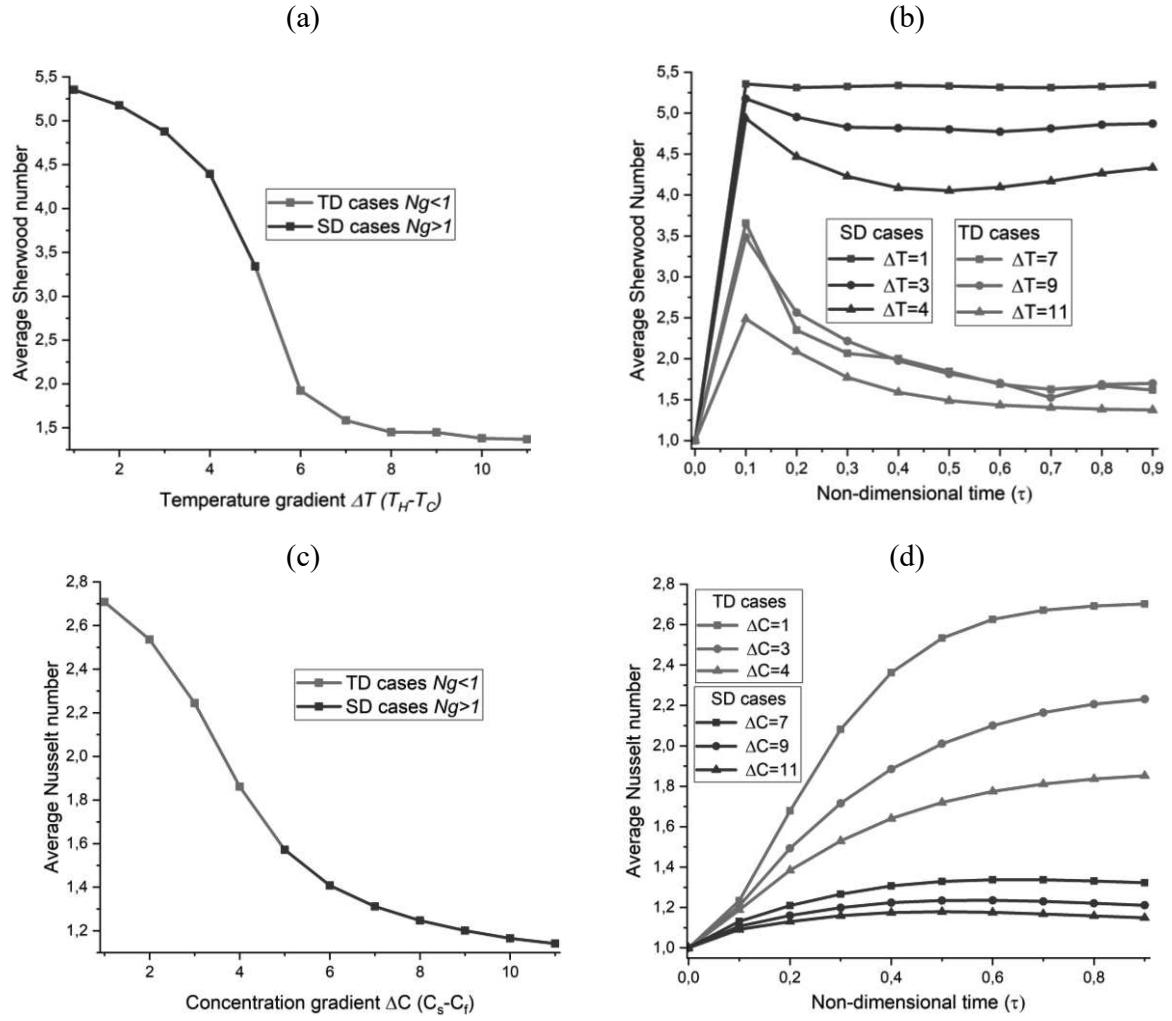 (a)
5,5
5,0
4,5
4,0
3,5
3,0
2,5
2,0
1,5
2
4
6
8
10
Average Sherwood number
Temperature gradient ΔT (T_H-T_C)
TD cases Ng<1
SD cases Ng>1
(b)
5,5
5,0
4,5
4,0
3,5
3,0
2,5
2,0
1,5
1,0
0,0
0,1
0,2
0,3
0,4
0,5
0,6
0,7
0,8
0,9
Average Sherwood Number
Non-dimensional time (τ)
SD cases
ΔT=1
ΔT=3
ΔT=4
TD cases
ΔT=7
ΔT=9
ΔT=11
(c)
2,8
2,6
2,4
2,2
2,0
1,8
1,6
1,4
1,2
2
4
6
8
10
Average Nusselt number
Concentration gradient ΔC (C_s-C_f)
TD cases Ng<1
SD cases Ng>1
(d)
2,8
2,6
2,4
2,2
2,0
1,8
1,6
1,4
1,2
1,0
0,0
0,2
0,4
0,6
0,8
Average Nusselt number
Non-dimensional time (τ)
TD cases
ΔC=1
ΔC=3
ΔC=4
SD cases
ΔC=7
ΔC=9
ΔC=11